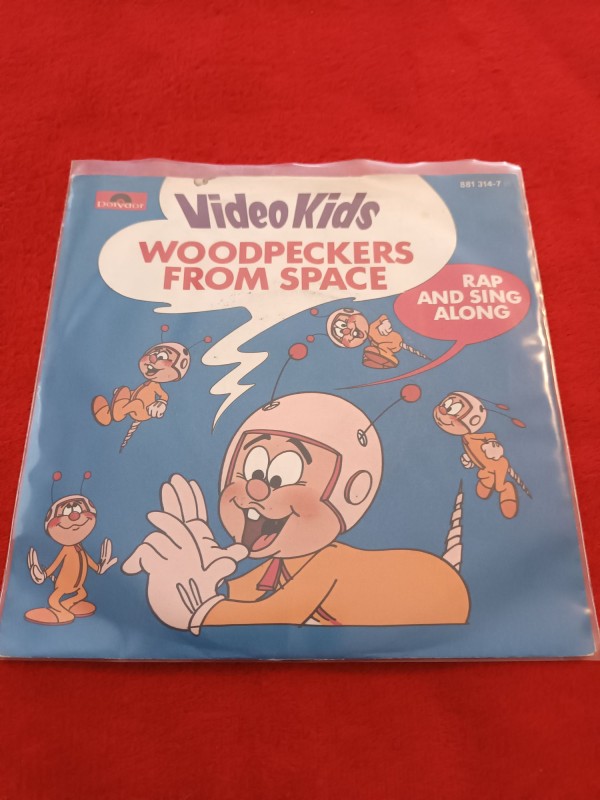 Polydor
881 314-7
Video Kids
WOODPECKERS
FROM SPACE
RAP
AND SING
ALONG